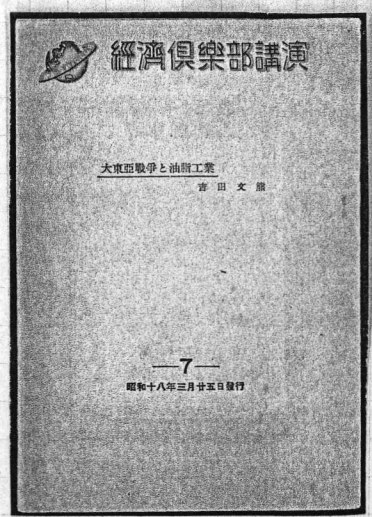 經濟俱樂部講演
大東亞戰爭と油脂工業
吉田文龍
—7—
昭和十八年三月廿五日發行